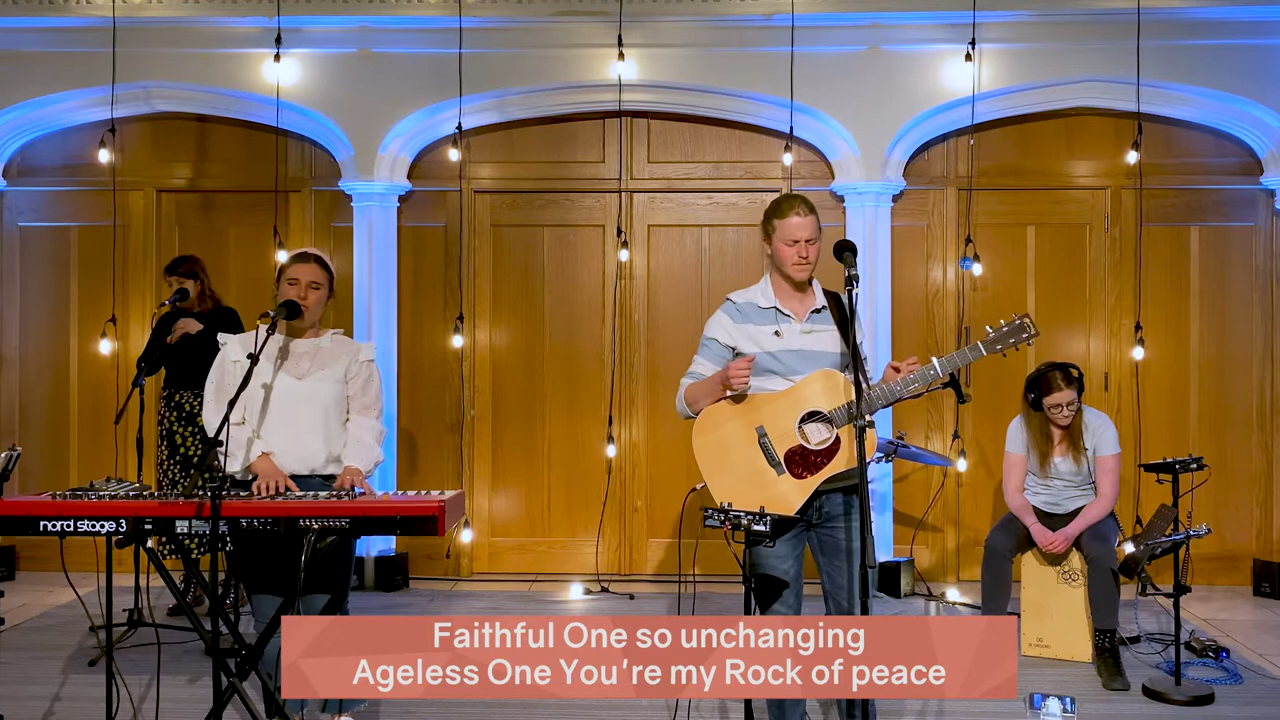 nord stage 3
Faithful One so unchanging
Ageless One You're my Rock of peace